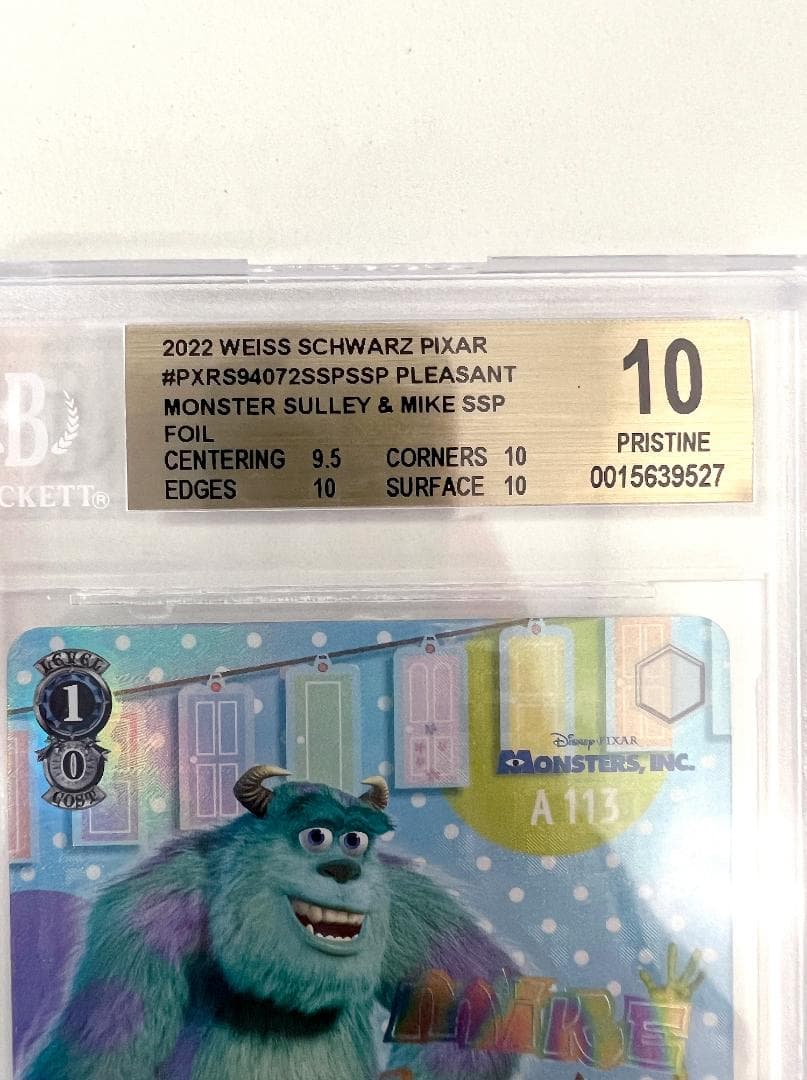 2022 WEISS SCHWARZ PIXAR
#PXRS94072SSPSSP PLEASANT
MONSTER SULLEY & MIKE SSP
FOIL
CENTERING 9.5 CORNERS 10
EDGES 10 SURFACE 10
10
PRISTINE
0015639527
B
CKETT®
LEVEL
1
0
COST
Disney PIXAR
MONSTERS, INC.
A 113
MIKE